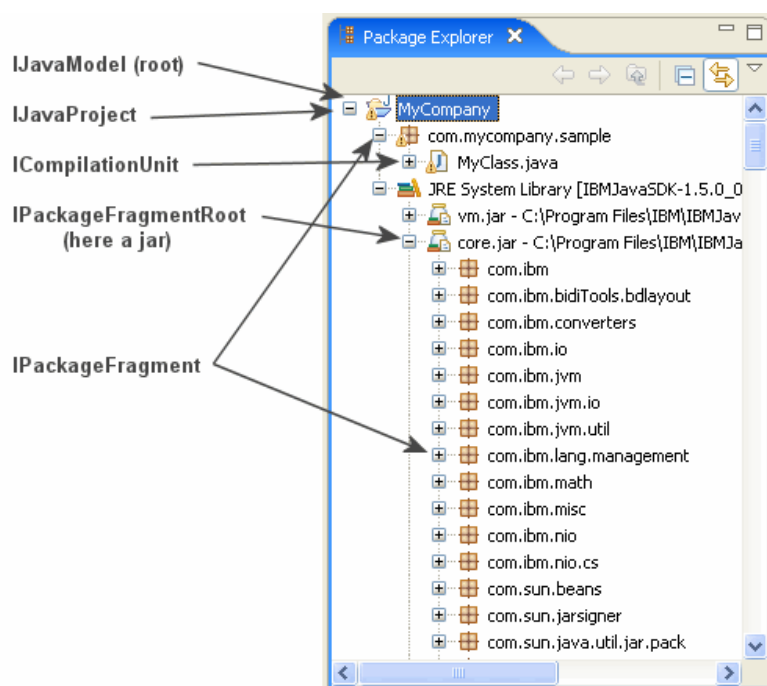 Package Explorer
IJavaModel (root)
IJavaProject
ICompilationUnit
IPackageFragmentRoot
(here a jar)
IPackageFragment
MyCompany
com.mycompany.sample
MyClass.java
JRE System Library [IBMJavaSDK-1.5.0_0
vm.jar - C:\Program Files\IBM\IBMJav
core.jar - C:\Program Files\IBM\IBMJa
com.ibm
com.ibm.bidiTools.bdlayout
com.ibm.converters
com.ibm.io
com.ibm.jvm
com.ibm.jvm.io
com.ibm.jvm.util
com.ibm.lang.management
com.ibm.math
com.ibm.misc
com.ibm.nio
com.ibm.nio.cs
com.sun.beans
com.sun.jarsigner
com.sun.java.util.jar.pack